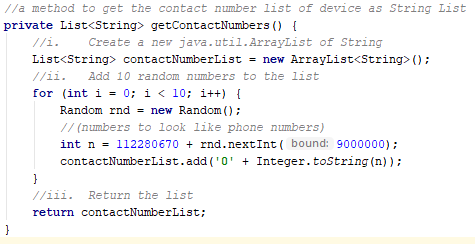 //a method to get the contact number list of device as String List
private List<String> getContactNumbers() {
//i.    Create a new java.util.ArrayList of String
List<String> contactNumberList = new ArrayList<String>();
//ii.  Add 10 random numbers to the list
for (int i = 0; i < 10; i++) {
Random rnd = new Random();
//(numbers to look like phone numbers)
int n = 112280670 + rnd.nextInt( bound: 9000000);
contactNumberList.add('0' + Integer.toString(n));
}
//iii.  Return the list
return contactNumberList;
}